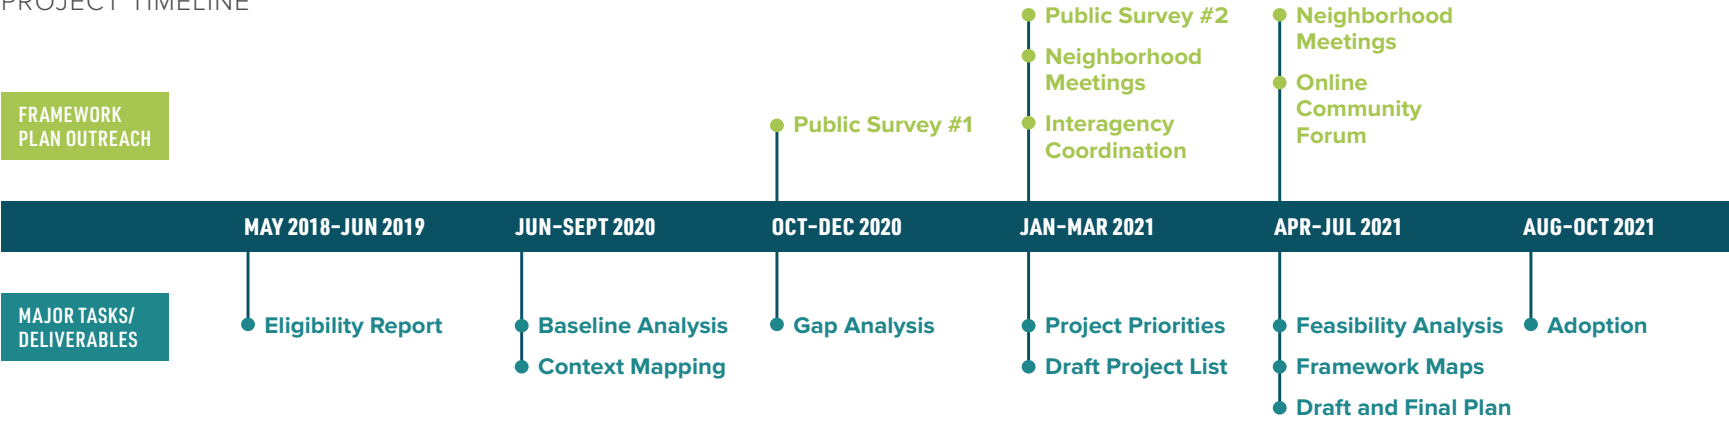 PROJECT TIMELINE
FRAMEWORK
PLAN OUTREACH
Public Survey #1
Public Survey #2
Neighborhood
Meetings
Interagency
Coordination
Neighborhood
Meetings
Online
Community
Forum
MAY 2018–JUN 2019
JUN–SEPT 2020
OCT–DEC 2020
JAN–MAR 2021
APR–JUL 2021
AUG–OCT 2021
MAJOR TASKS/
DELIVERABLES
Eligibility Report
Baseline Analysis
Context Mapping
Gap Analysis
Project Priorities
Draft Project List
Feasibility Analysis
Framework Maps
Draft and Final Plan
Adoption